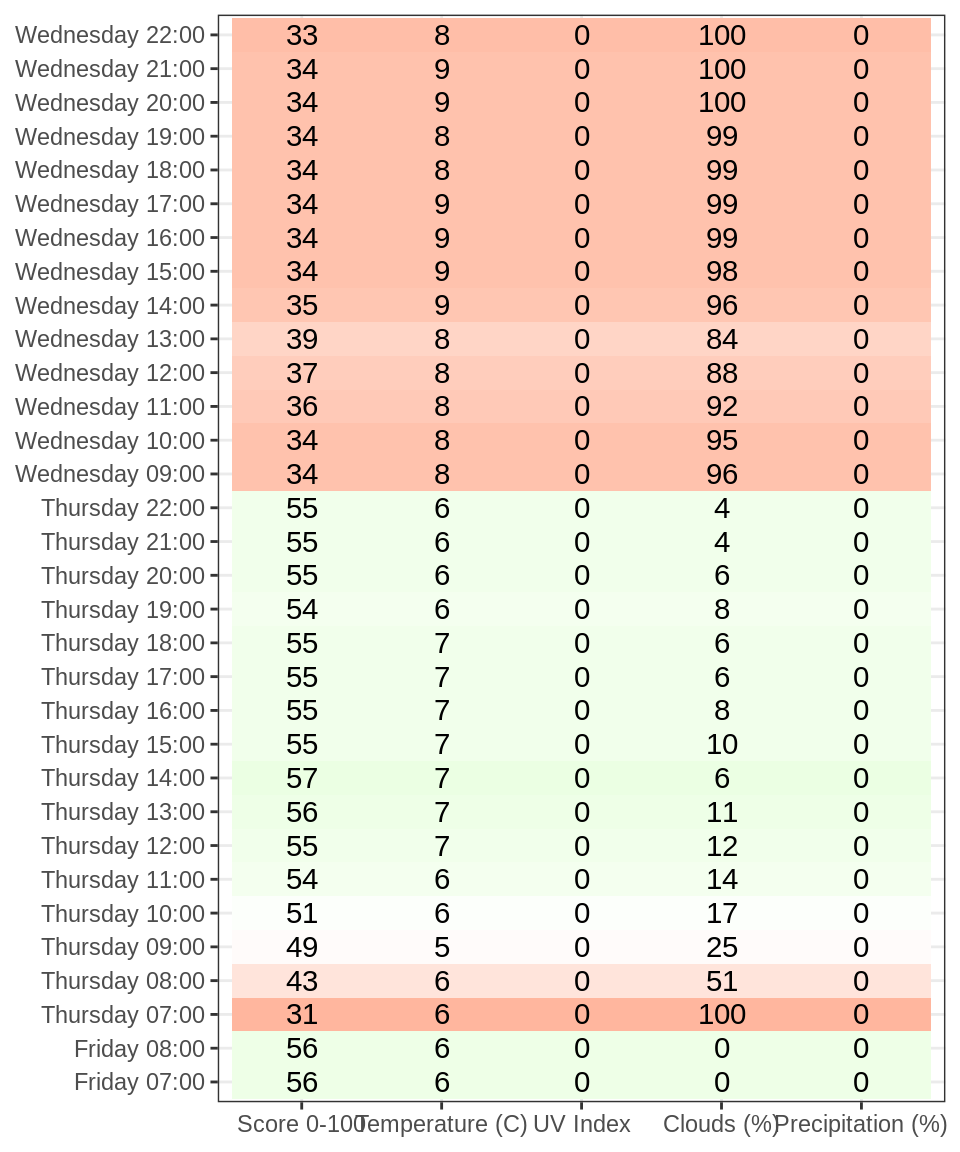 Wednesday 22:00 33 8 0 100 0
Wednesday 21:00 34 9 0 100 0
Wednesday 20:00 34 9 0 100 0
Wednesday 19:00 34 8 0 99 0
Wednesday 18:00 34 8 0 99 0
Wednesday 17:00 34 9 0 99 0
Wednesday 16:00 34 9 0 99 0
Wednesday 15:00 34 9 0 98 0
Wednesday 14:00 35 9 0 96 0
Wednesday 13:00 39 8 0 84 0
Wednesday 12:00 37 8 0 88 0
Wednesday 11:00 36 8 0 92 0
Wednesday 10:00 34 8 0 95 0
Wednesday 09:00 34 8 0 96 0
Thursday 22:00 55 6 0 4 0
Thursday 21:00 55 6 0 4 0
Thursday 20:00 55 6 0 6 0
Thursday 19:00 54 6 0 8 0
Thursday 18:00 55 7 0 6 0
Thursday 17:00 55 7 0 6 0
Thursday 16:00 55 7 0 8 0
Thursday 15:00 55 7 0 10 0
Thursday 14:00 57 7 0 6 0
Thursday 13:00 56 7 0 11 0
Thursday 12:00 55 7 0 12 0
Thursday 11:00 54 6 0 14 0
Thursday 10:00 51 6 0 17 0
Thursday 09:00 49 5 0 25 0
Thursday 08:00 43 6 0 51 0
Thursday 07:00 31 6 0 100 0
Friday 08:00 56 6 0 0 0
Friday 07:00 56 6 0 0 0
Score 0-100 Temperature (C) UV Index Clouds (%) Precipitation (%)